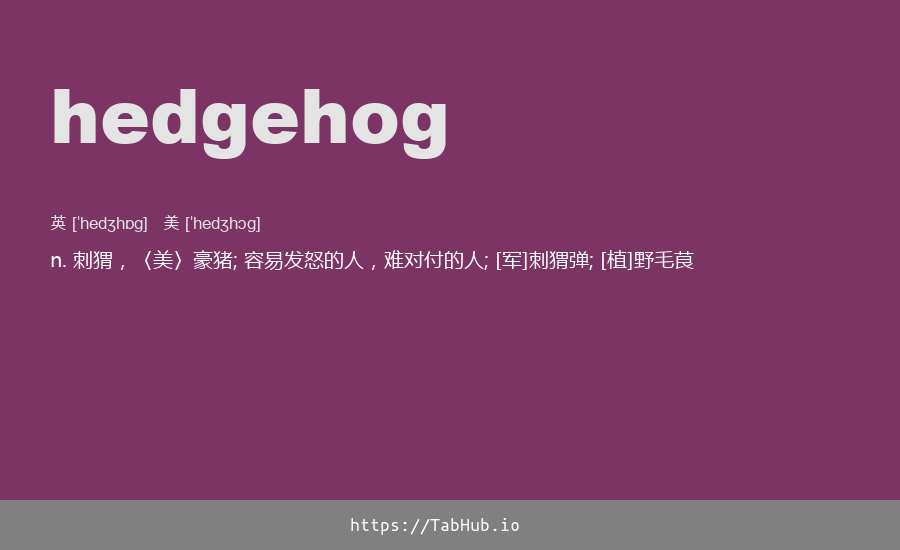 hedgehog
英 [ˈhedʒhɒg] 美 [ˈhedʒhɔg]
n. 刺猬，〈美〉豪猪; 容易发怒的人，难对付的人; [军]刺猬弹; [植]野毛茛
https://TabHub.io